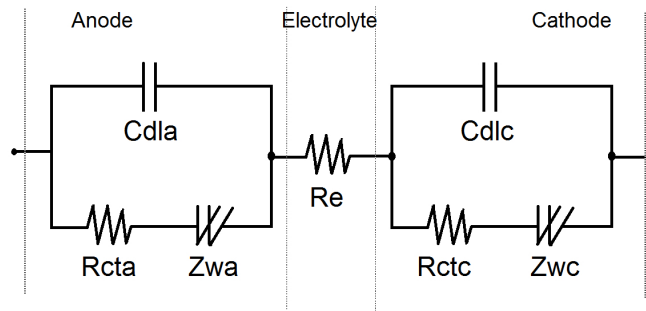 Anode
Electrolyte
Cathode
Cdla
Cdlc
Re
Rcta
Zwa
Rctc
Zwc